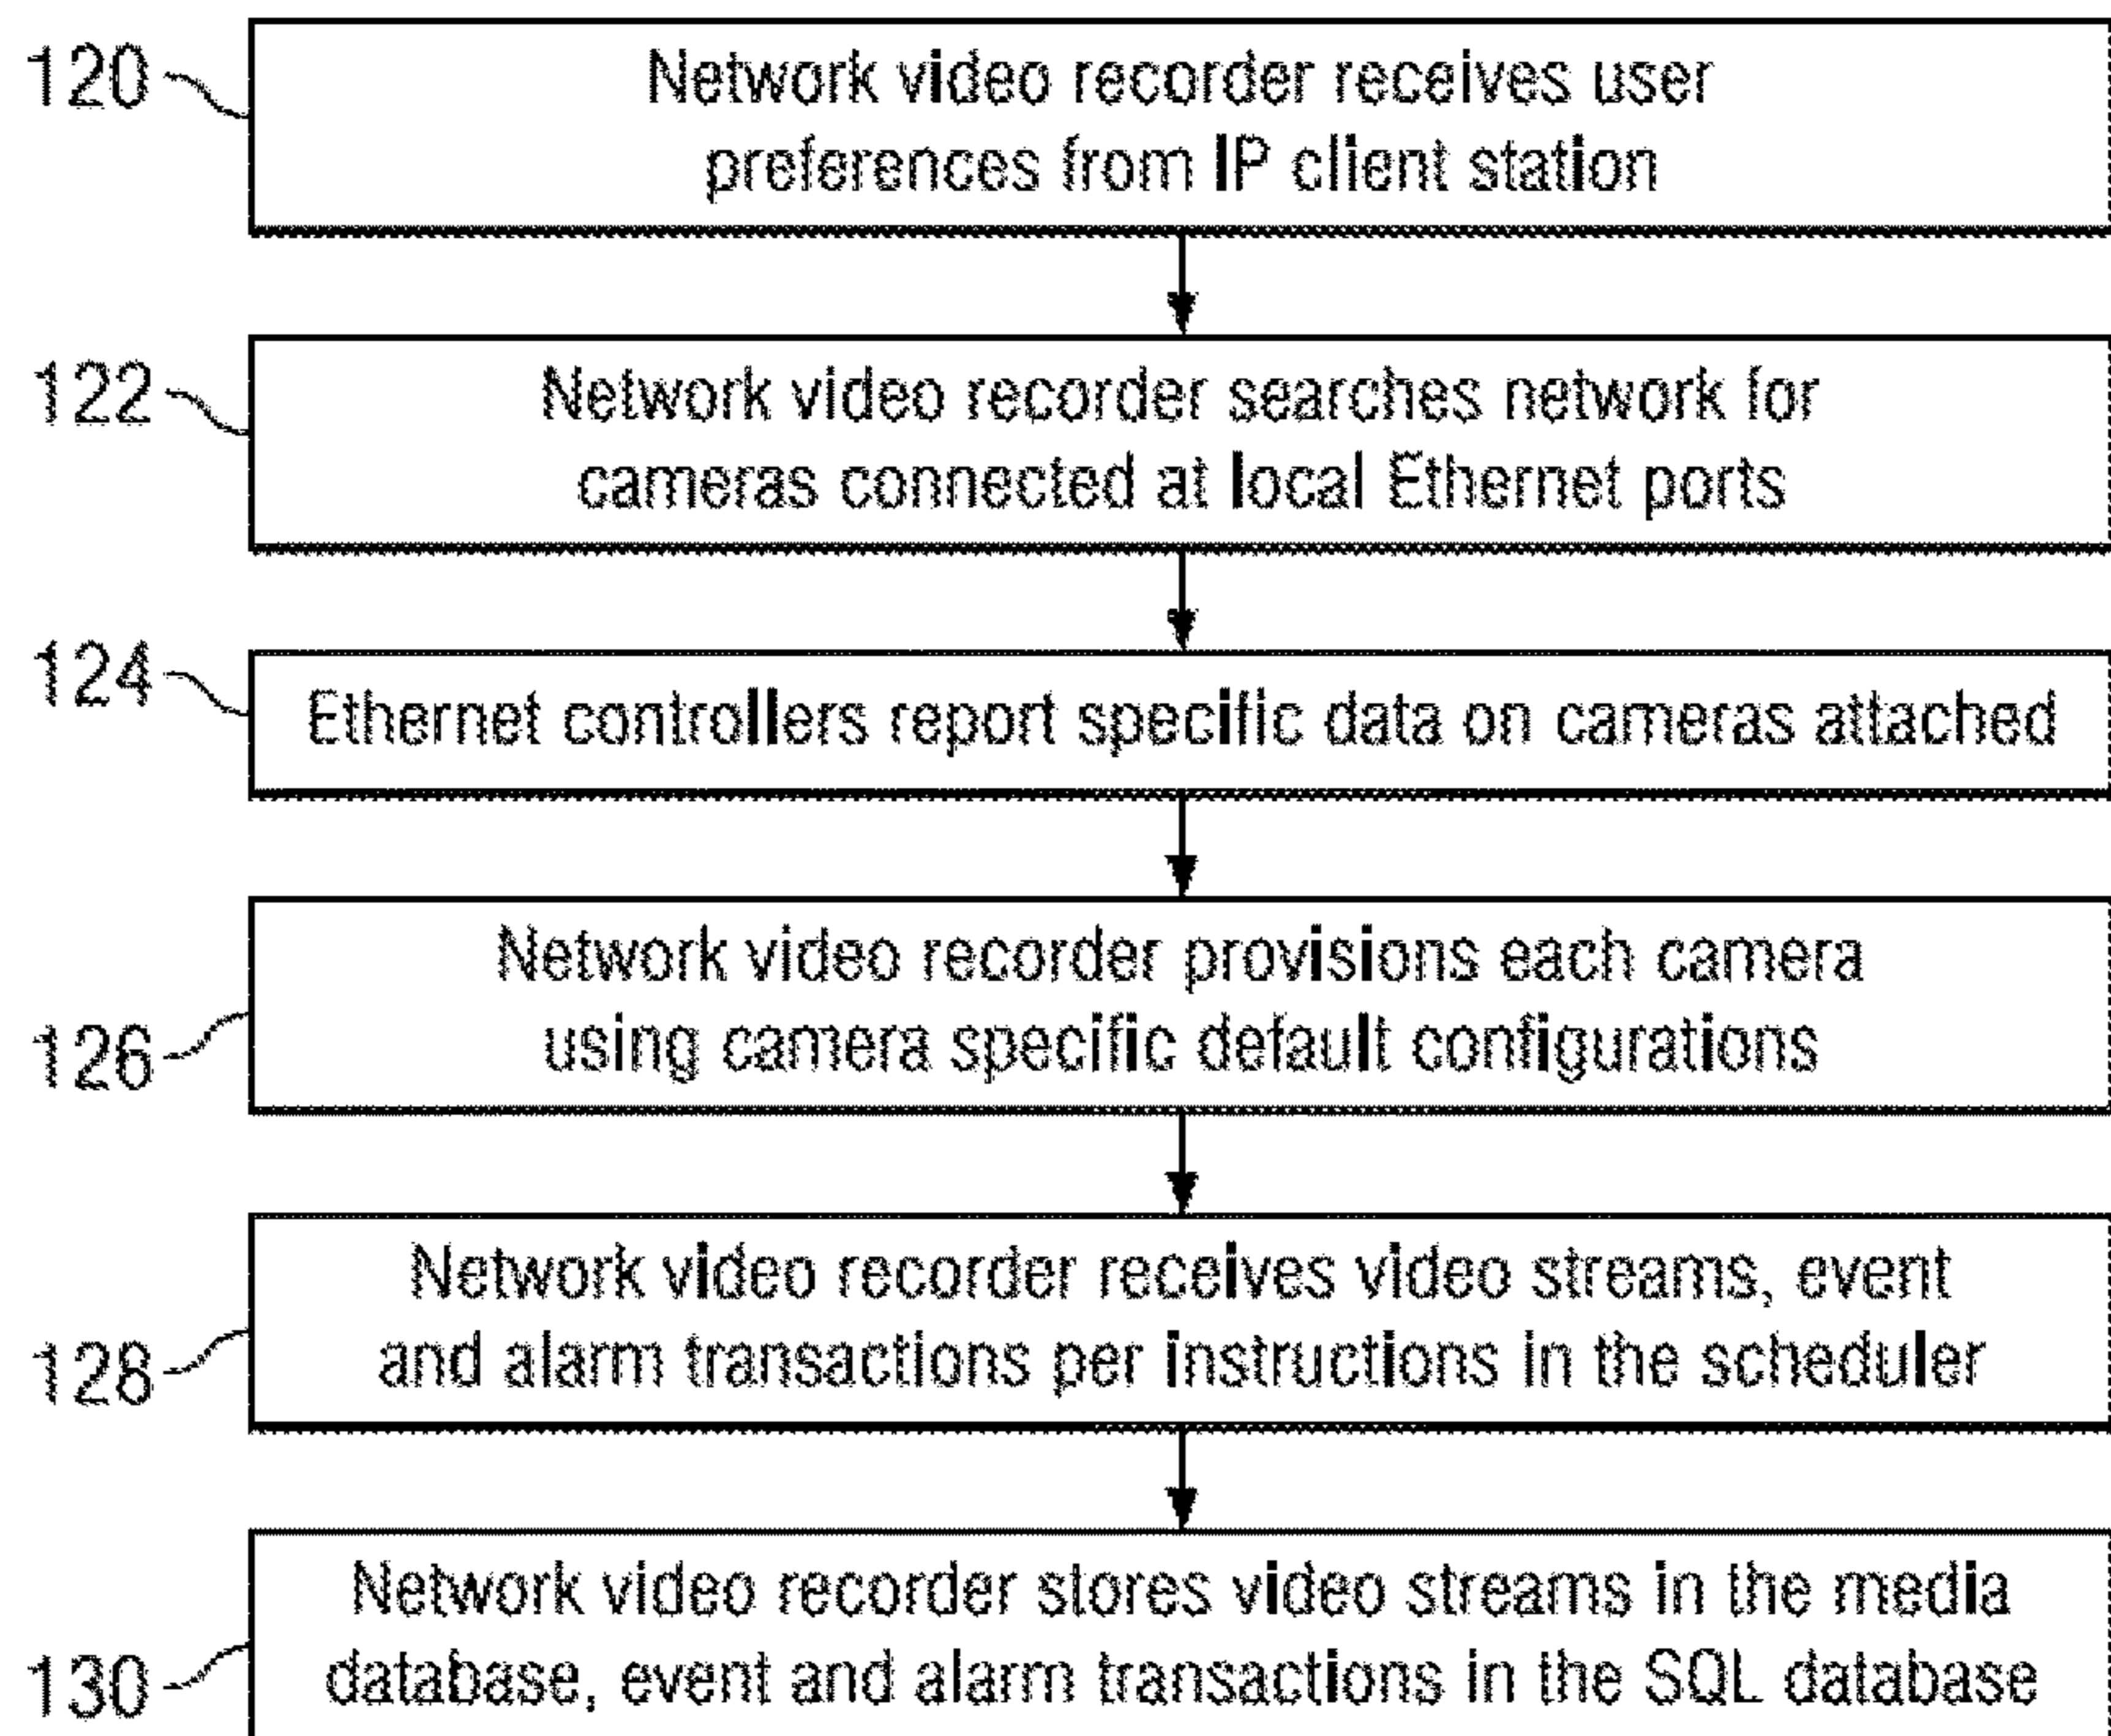 120
Network video recorder receives user
preferences from IP client station
122
Network video recorder searches network for
cameras connected at local Ethernet ports
124
Ethernet controllers report specific data on cameras attached
Network video recorder provisions each camera
126
using camera specific default configurations
Network video recorder receives video streams, event
128
and alarm transactions per instructions in the scheduler
Network video recorder stores video streams in the media
130
database, event and alarm transactions in the SQL database